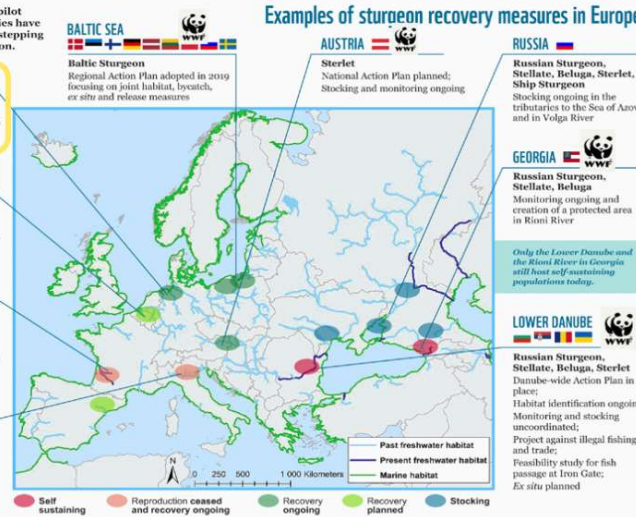 Examples of sturgeon recovery measures in Europe
pilot
have
stepping
BALTIC SEA
WWF
Baltic Sturgeon
Regional Action Plan adopted in 2019
focusing on joint habitat, bycatch,
ex situ and release measures
AUSTRIA
WWF
Sterlet
National Action Plan planned;
Stocking and monitoring ongoing
RUSSIA
Russian Sturgeon,
Stellate, Beluga, Sterlet,
Ship Sturgeon
Stocking ongoing in the
tributaries to the Sea of Azov
and in Volga River
GEORGIA
WWF
Russian Sturgeon,
Stellate, Beluga
Monitoring ongoing and
creation of a protected area
in Rioni River
Only the Lower Danube and
the Rioni River in Georgia
still host self-sustaining
populations today.
LOWER DANUBE
WWF
Russian Sturgeon,
Stellate, Beluga, Sterlet
Danube-wide Action Plan in
place;
Habitat identification ongoin
Monitoring and stocking
uncoordinated;
Project against illegal fishing
and trade;
Feasibility study for fish
passage at Iron Gate;
Ex situ planned
Past freshwater habitat
Present freshwater habitat
Marine habitat
N
0 250 500 1 000 Kilometers
Self
sustaining
Reproduction ceased
and recovery ongoing
Recovery
ongoing
Recovery
planned
Stocking